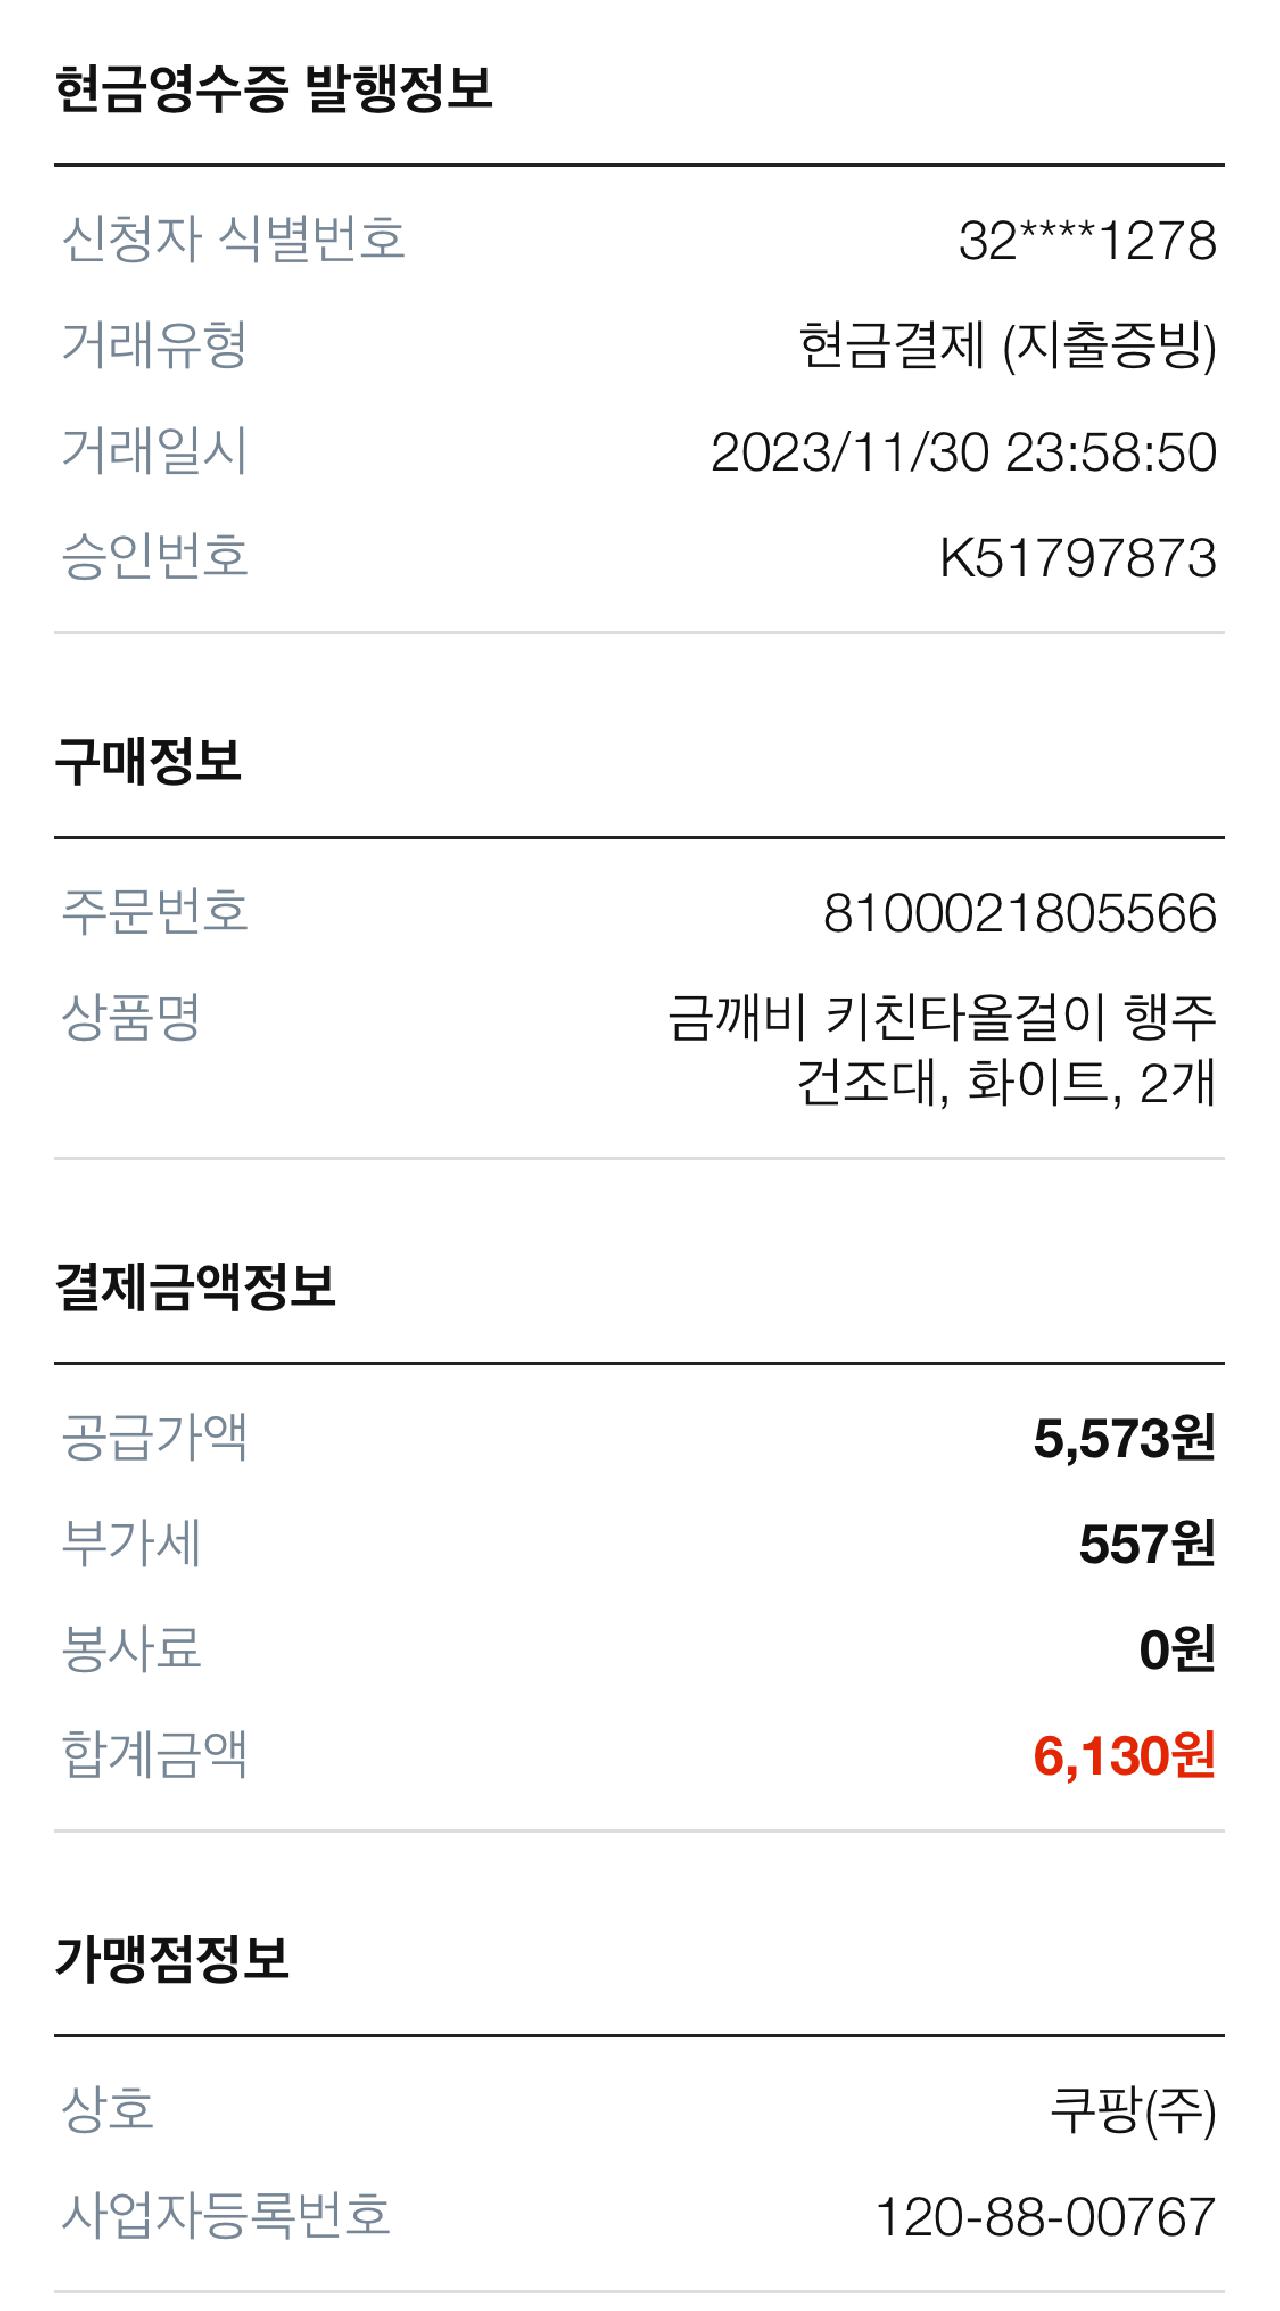 현금영수증 발행정보
신청자 식별번호 32****1278
거래유형 현금결제 (지출증빙)
거래일시 2023/11/30 23:58:50
승인번호 K51797873
구매정보
주문번호 8100021805566
상품명 금깨비 키친타올걸이 행주
건조대, 화이트, 2개
결제금액정보
공급가액 5,573원
부가세 557원
봉사료 0원
합계금액 6,130원
가맹점정보
상호 쿠팡(주)
사업자등록번호 120-88-00767